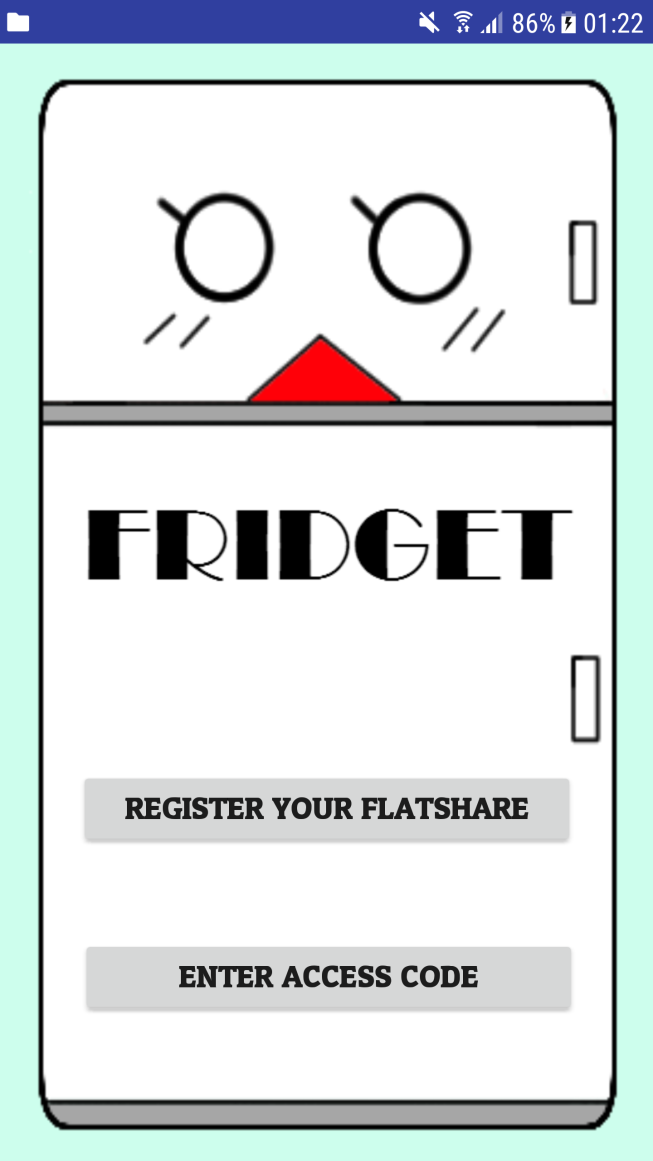 86% 01:22
FRIDGET
REGISTER YOUR FLATSHARE
ENTER ACCESS CODE